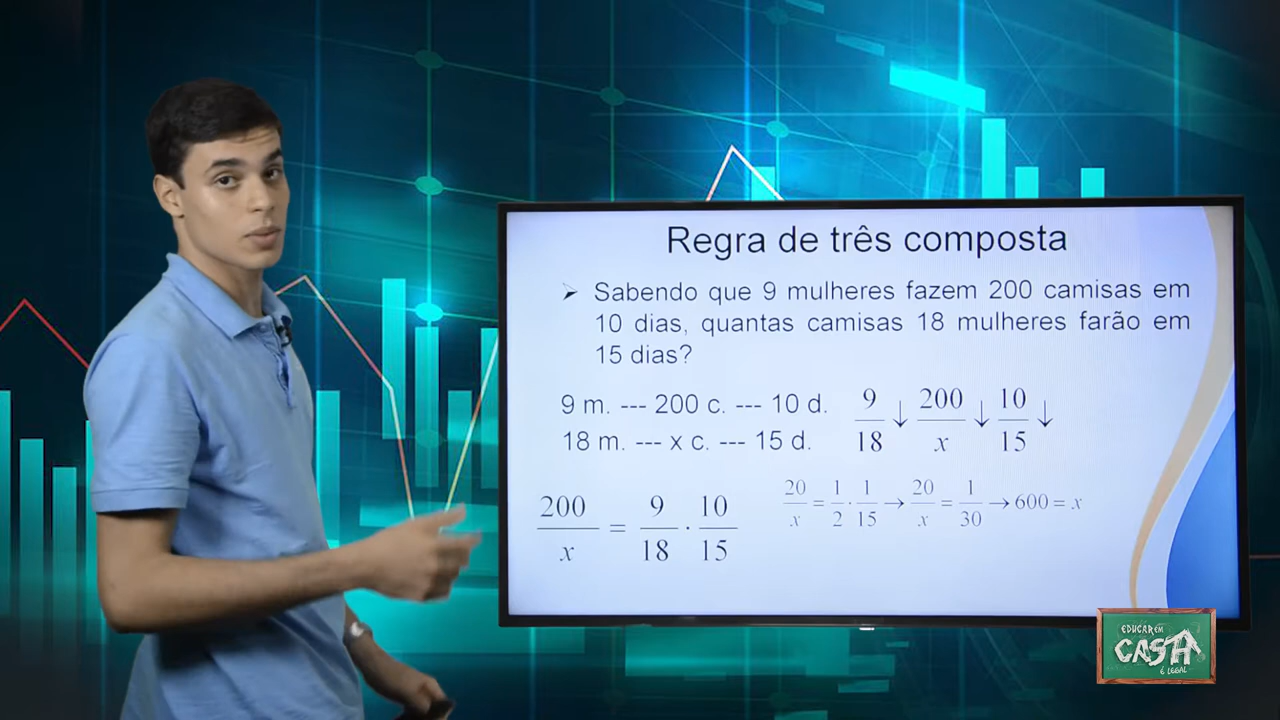 Regra de três composta
➢ Sabendo que 9 mulheres fazem 200 camisas em
10 dias, quantas camisas 18 mulheres farão em
15 dias?
9 m. --- 200 c. --- 10 d.
18 m. --- x c. --- 15 d.
9/18 ↓ 200/x ↓ 10/15 ↓
200/x = 9/18 · 10/15
20/x = 1/2 · 1/15 → 20/x = 1/30 → 600 = x
EDUCAR EM
CASA
É LEGAL